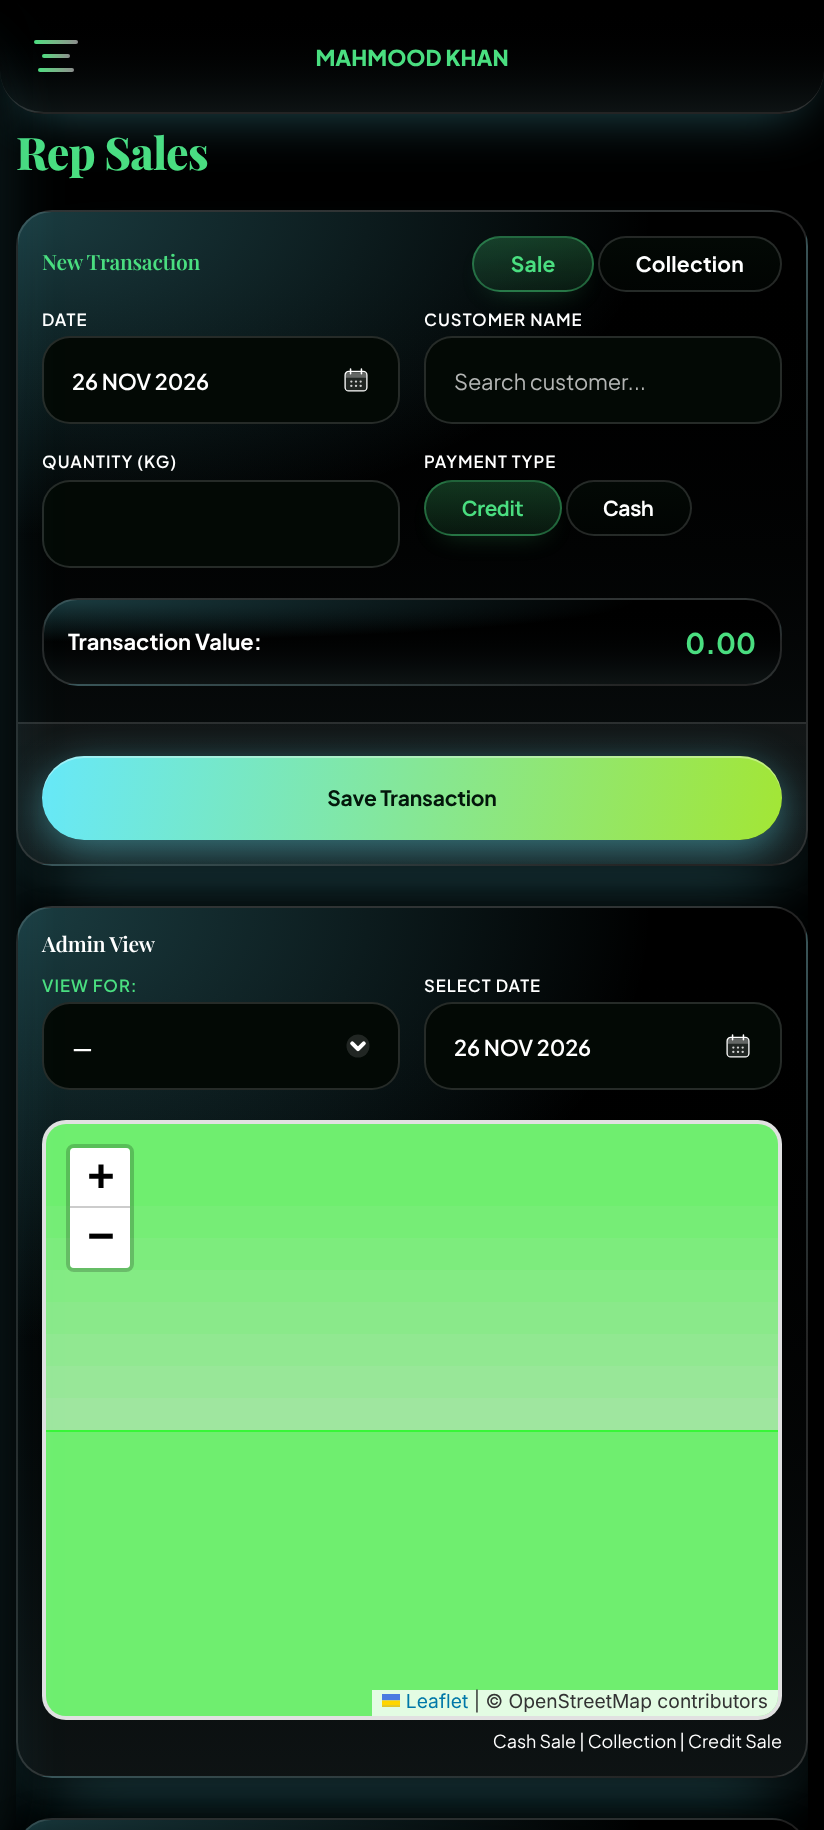 MAHMOOD KHAN
Rep Sales
New Transaction
Sale
Collection
DATE
CUSTOMER NAME
26 NOV 2026
Search customer...
QUANTITY (KG)
PAYMENT TYPE
Credit
Cash
Transaction Value:
0.00
Save Transaction
Admin View
VIEW FOR:
SELECT DATE
—
26 NOV 2026
+
−
Leaflet | © OpenStreetMap contributors
Cash Sale | Collection | Credit Sale